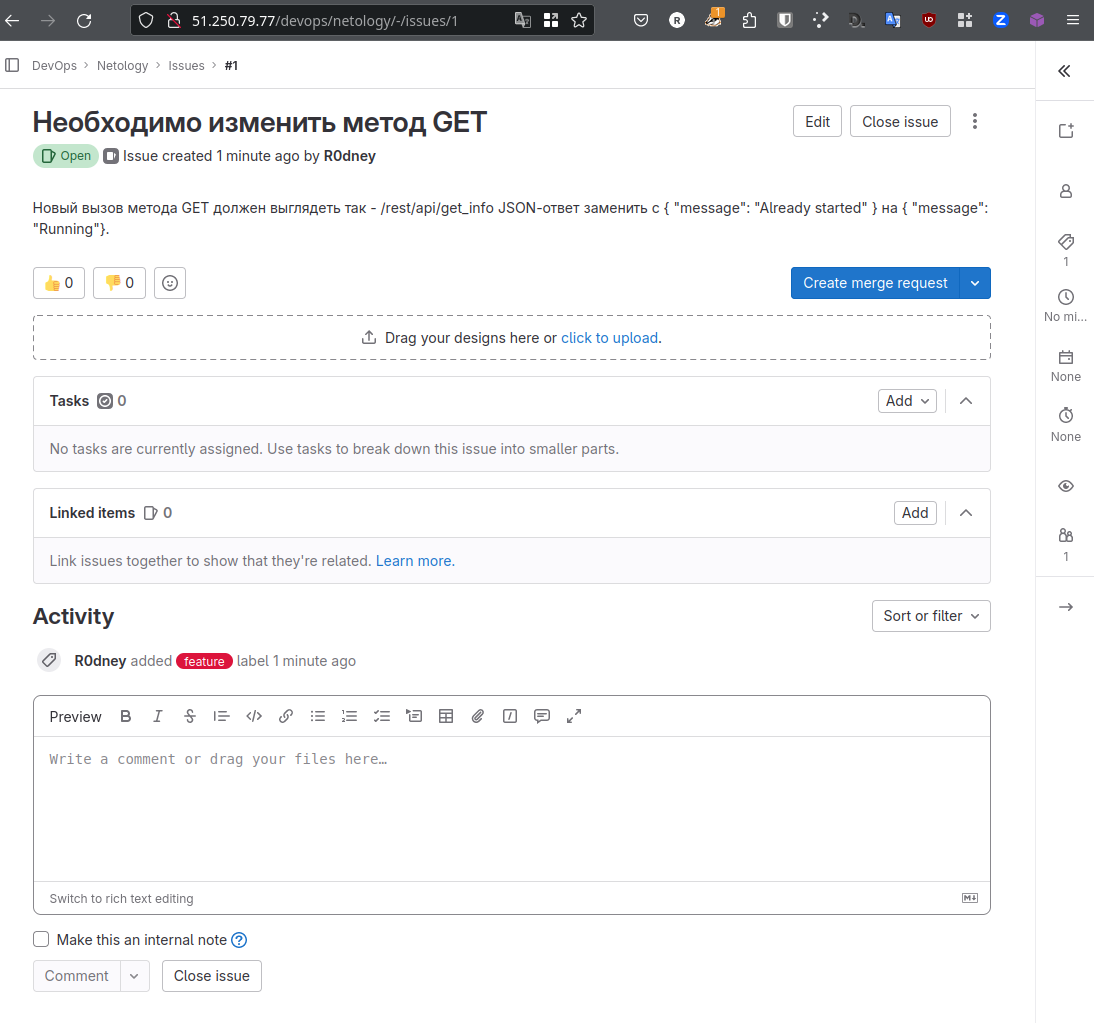 51.250.79.77/devops/netology/-/issues/1
1
DevOps › Netology › Issues › #1
Необходимо изменить метод GET
Edit
Close issue
Open
Issue created 1 minute ago by R0dney
Новый вызов метода GET должен выглядеть так - /rest/api/get_info JSON-ответ заменить с { "message": "Already started" } на { "message":
"Running"}.
👍 0
👎 0
Create merge request
Drag your designs here or click to upload.
Tasks 0
Add
No tasks are currently assigned. Use tasks to break down this issue into smaller parts.
Linked items 0
Add
Link issues together to show that they're related. Learn more.
Activity
Sort or filter
R0dney added feature label 1 minute ago
Preview
Write a comment or drag your files here…
Switch to rich text editing
Make this an internal note
Comment
Close issue
1
No mi...
None
None
1